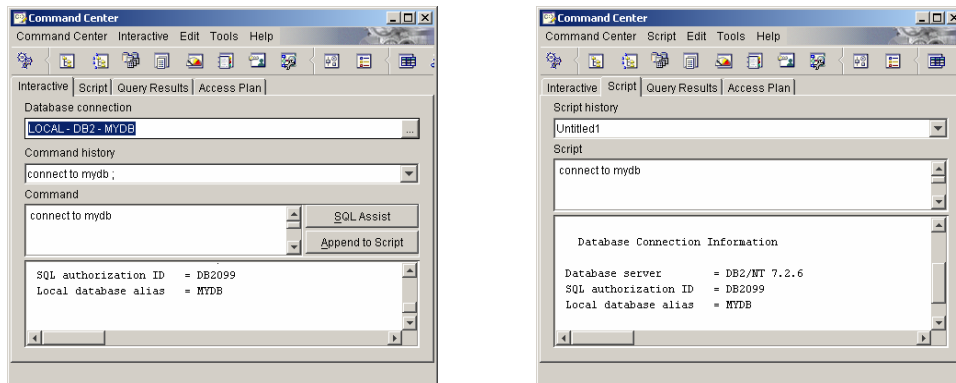 Command Center
Command Center Interactive Edit Tools Help
Interactive Script Query Results Access Plan
Database connection
LOCAL - DB2 - MYDB
...
Command history
connect to mydb ;
Command
connect to mydb
SQL Assist
Append to Script
SQL authorization ID = DB2099
Local database alias = MYDB
Command Center
Command Center Script Edit Tools Help
Interactive Script Query Results Access Plan
Script history
Untitled1
Script
connect to mydb
Database Connection Information
Database server = DB2/NT 7.2.6
SQL authorization ID = DB2099
Local database alias = MYDB